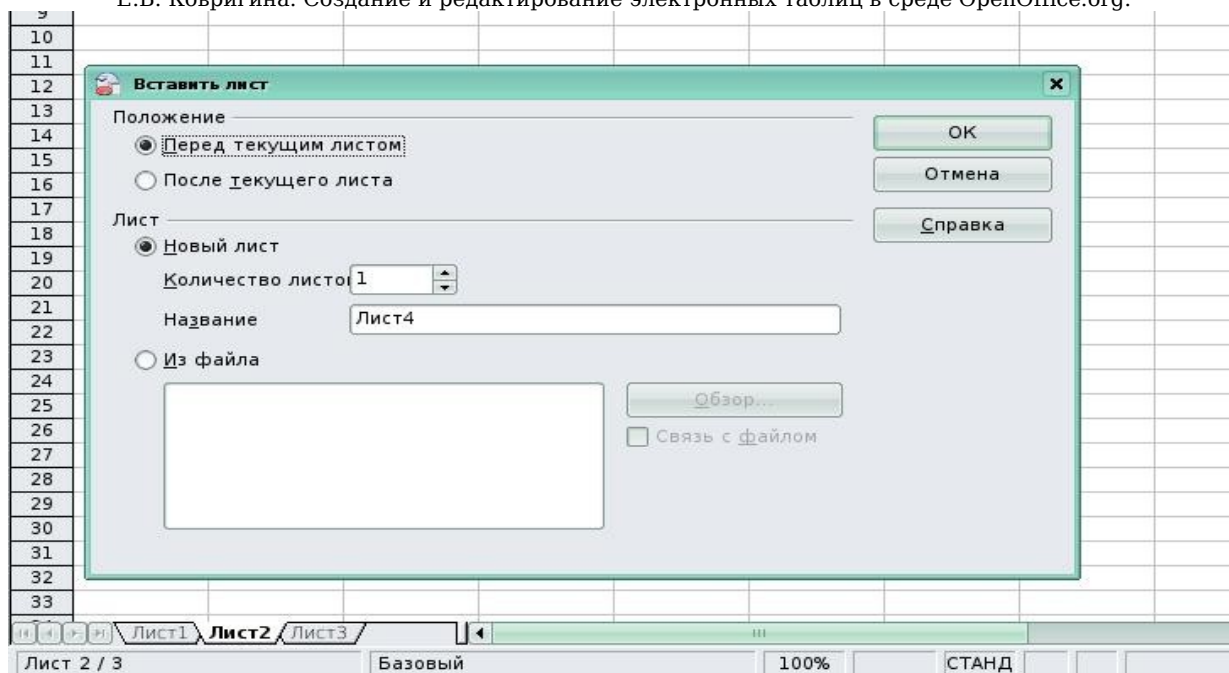 Е.В. Ковригина. Создание и редактирование электронных таблиц в среде OpenOffice.org.
9
10
11
12
13
14
15
16
17
18
19
20
21
22
23
24
25
26
27
28
29
30
31
32
33
Вставить лист
Положение
Перед текущим листом
После текущего листа
Лист
Новый лист
Количество листо
1
Название
Лист4
Из файла
Обзор...
Связь с файлом
ОК
Отмена
Справка
Лист1 Лист2 Лист3
Лист 2 / 3 Базовый 100% СТАНД